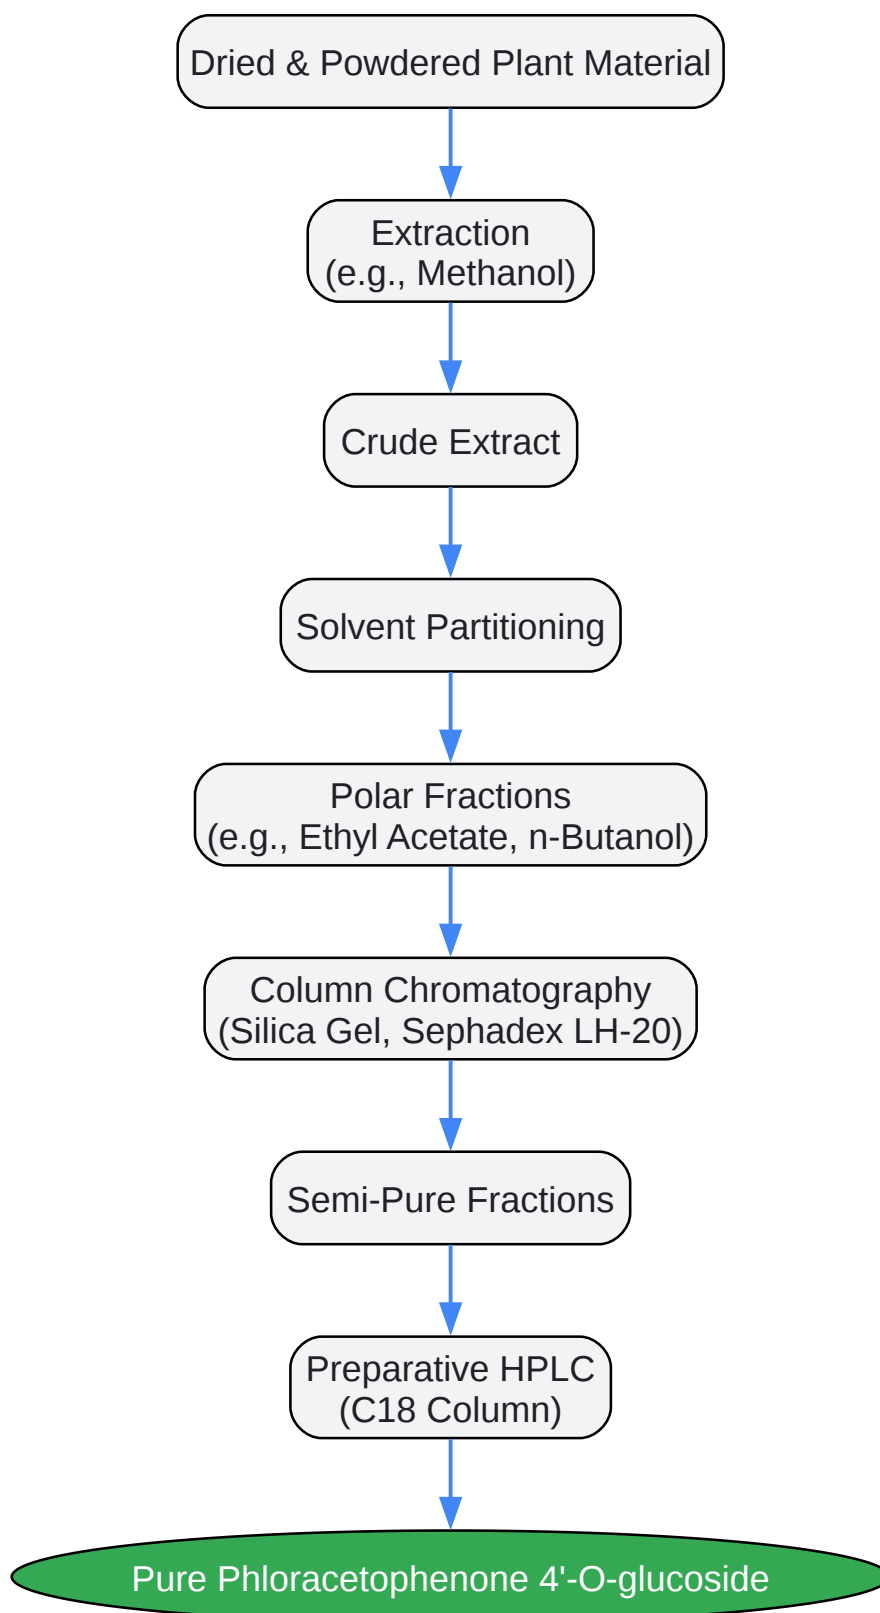 Dried & Powdered Plant Material
Extraction
(e.g., Methanol)
Crude Extract
Solvent Partitioning
Polar Fractions
(e.g., Ethyl Acetate, n-Butanol)
Column Chromatography
(Silica Gel, Sephadex LH-20)
Semi-Pure Fractions
Preparative HPLC
(C18 Column)
Pure Phloracetophenone 4'-O-glucoside